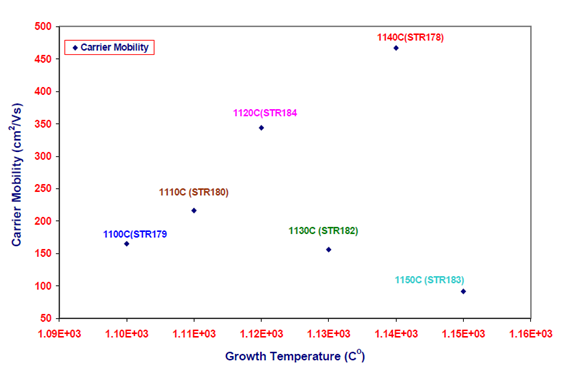 500
450
400
350
300
250
200
150
100
50
Carrier Mobility (cm²/Vs)
Carrier Mobility
1140C(STR178)
1120C(STR184
1110C (STR180)
1130C (STR182)
1100C(STR179
1150C (STR183)
1.09E+03 1.10E+03 1.11E+03 1.12E+03 1.13E+03 1.14E+03 1.15E+03 1.16E+03
Growth Temperature (C⁰)